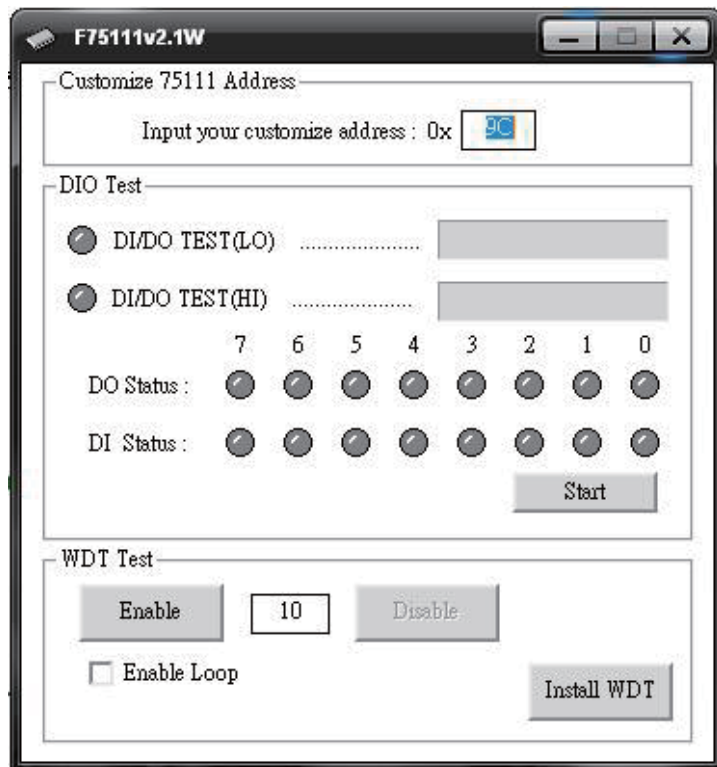 F75111v2.1W
Customize 75111 Address
Input your customize address : 0x 9C
DIO Test
DI/DO TEST(LO) .....................
DI/DO TEST(HI) .....................
7 6 5 4 3 2 1 0
DO Status :
DI Status :
Start
WDT Test
Enable 10 Disable
Enable Loop
Install WDT